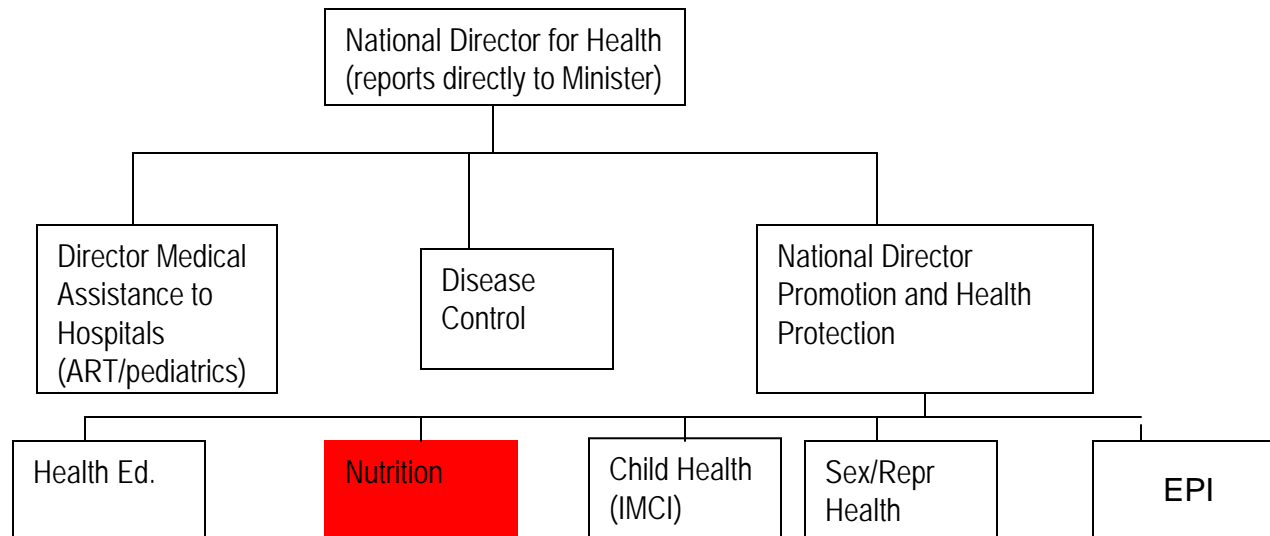 National Director for Health
(reports directly to Minister)
Director Medical
Assistance to
Hospitals
(ART/pediatrics)
Disease
Control
National Director
Promotion and Health
Protection
Health Ed.
Nutrition
Child Health
(IMCI)
Sex/Repr
Health
EPI